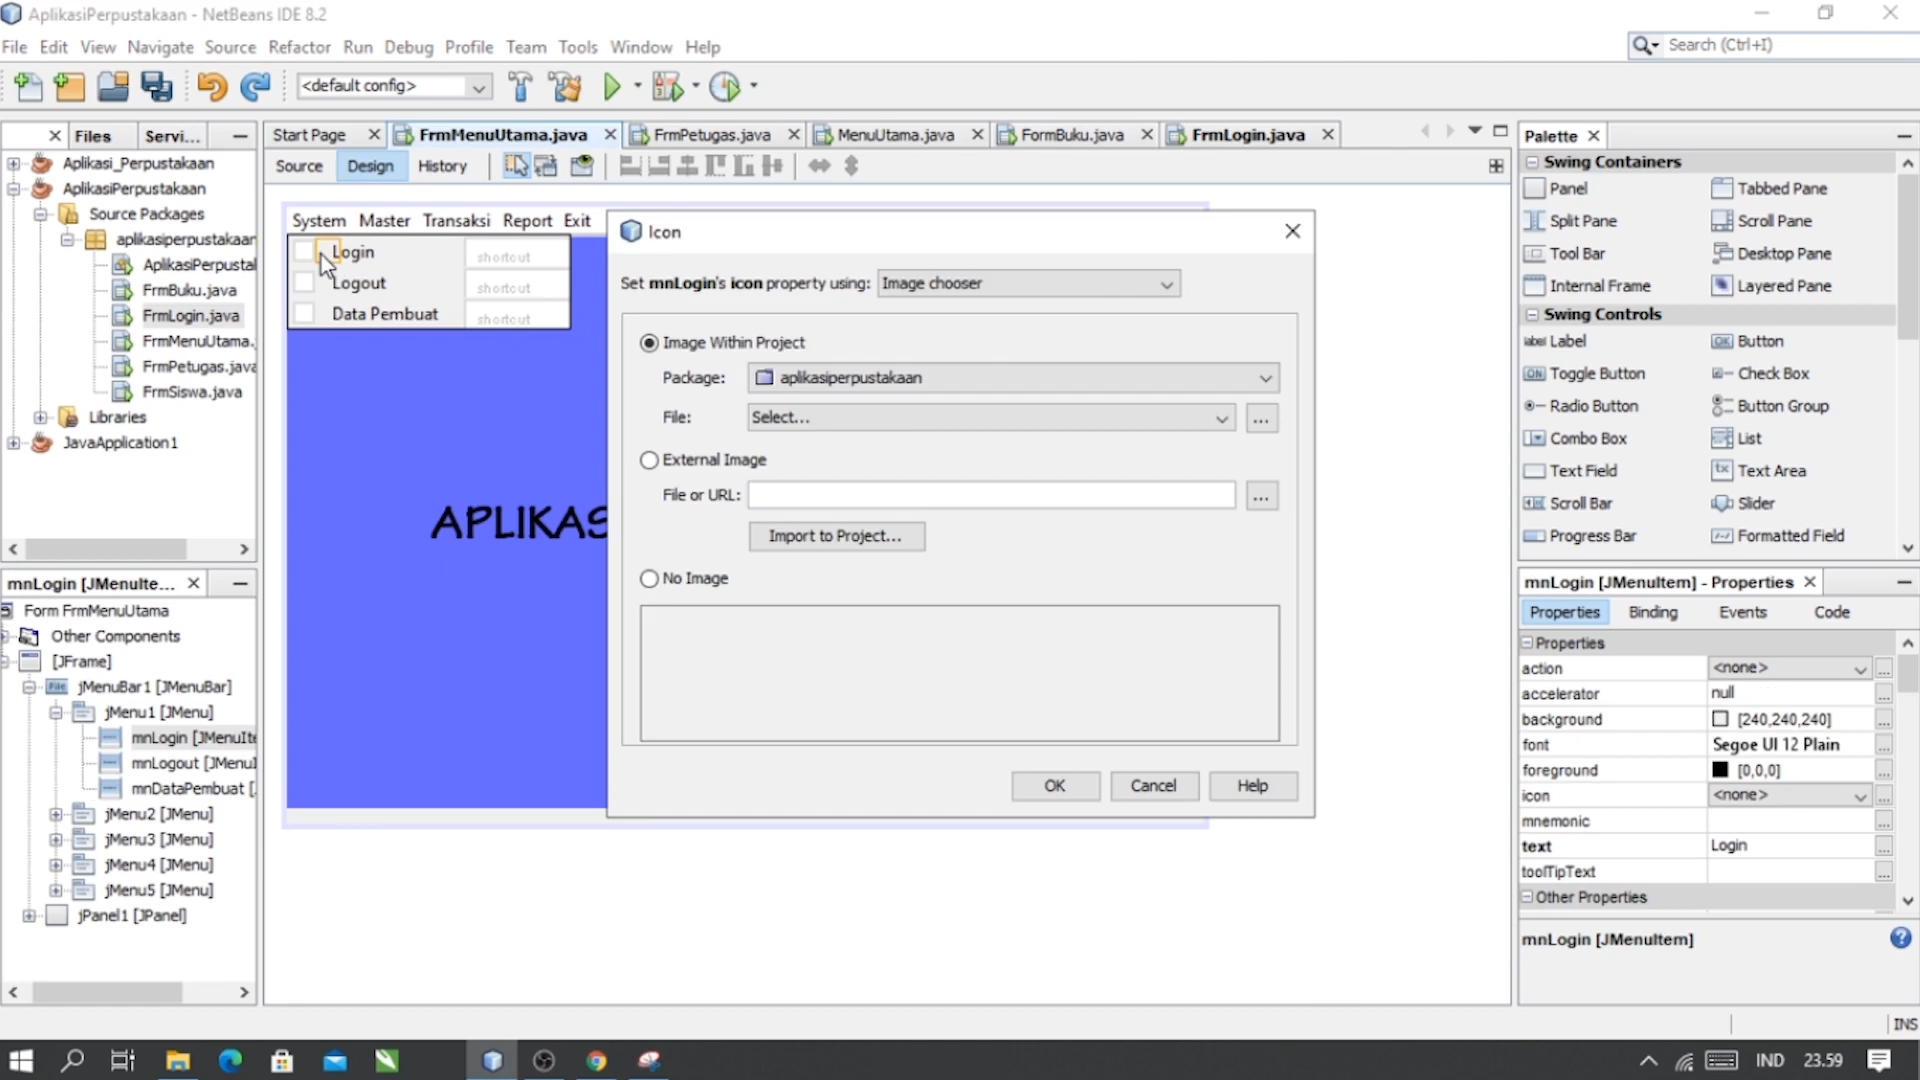 AplikasiPerpustakaan - NetBeans IDE 8.2
File Edit View Navigate Source Refactor Run Debug Profile Team Tools Window Help
Search (Ctrl+I)
<default config>
Files Servi...
Aplikasi_Perpustakaan
AplikasiPerpustakaan
Source Packages
aplikasiperpustakaan
AplikasiPerpustal
FrmBuku.java
FrmLogin.java
FrmMenuUtama.
FrmPetugas.java
FrmSiswa.java
Libraries
JavaApplication1
mnLogin [JMenuIte...
Form FrmMenuUtama
Other Components
[JFrame]
jMenuBar1 [JMenuBar]
jMenu1 [JMenu]
mnLogin [JMenuIte
mnLogout [JMenuI
mnDataPembuat [.
jMenu2 [JMenu]
jMenu3 [JMenu]
jMenu4 [JMenu]
jMenu5 [JMenu]
jPanel1 [JPanel]
Start Page FrmMenuUtama.java FrmPetugas.java MenuUtama.java FormBuku.java FrmLogin.java
Source Design History
System Master Transaksi Report Exit
Login shortcut
Logout shortcut
Data Pembuat shortcut
APLIKAS
Icon
Set mnLogin's icon property using: Image chooser
Image Within Project
Package: aplikasiperpustakaan
File: Select... ...
External Image
File or URL: ...
Import to Project...
No Image
OK Cancel Help
Palette
Swing Containers
Panel Tabbed Pane
Split Pane Scroll Pane
Tool Bar Desktop Pane
Internal Frame Layered Pane
Swing Controls
label Label OK Button
ON Toggle Button Check Box
Radio Button Button Group
Combo Box List
Text Field tx Text Area
Scroll Bar Slider
Progress Bar Formatted Field
mnLogin [JMenuItem] - Properties
Properties Binding Events Code
Properties
action <none> ...
accelerator null ...
background [240,240,240] ...
font Segoe UI 12 Plain ...
foreground [0,0,0] ...
icon <none> ...
mnemonic ...
text Login ...
toolTipText ...
Other Properties
mnLogin [JMenuItem]
INS
IND 23.59